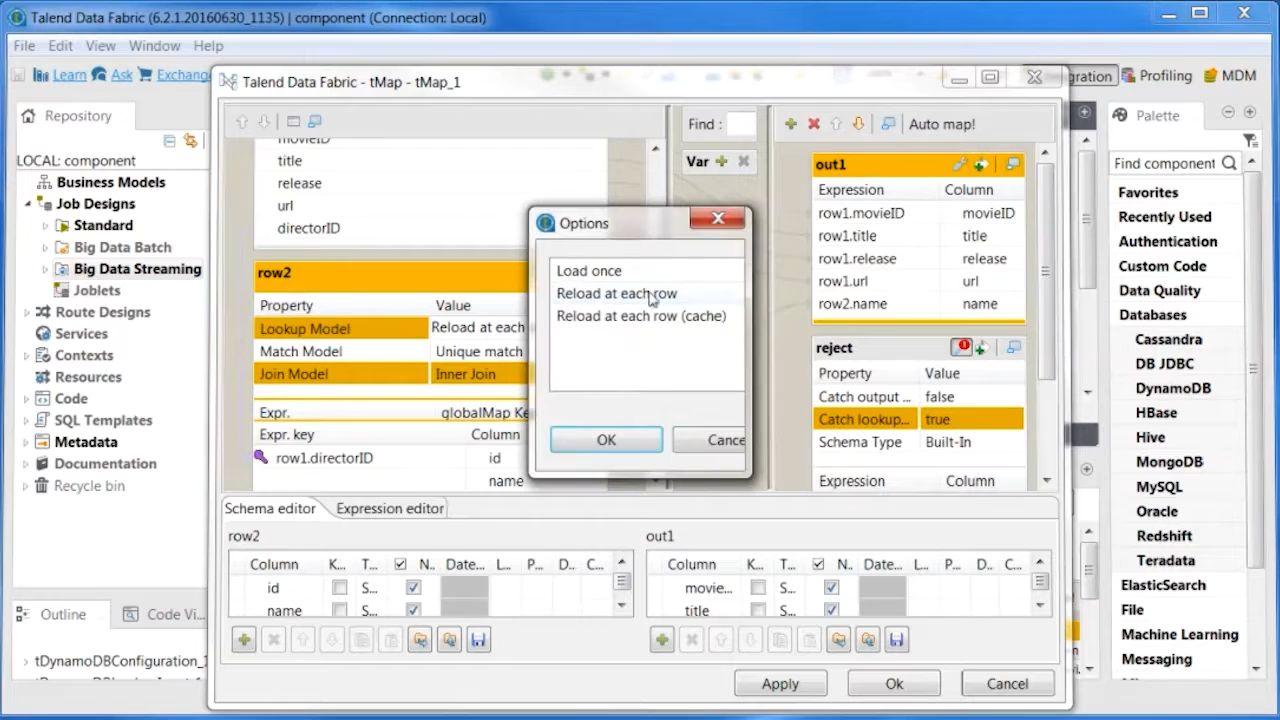 Talend Data Fabric (6.2.1.20160630_1135) | component (Connection: Local)
File Edit View Window Help
Learn Ask Exchange
gration Profiling MDM
Repository
LOCAL: component
Business Models
Job Designs
Standard
Big Data Batch
Big Data Streaming
Joblets
Route Designs
Services
Contexts
Resources
Code
SQL Templates
Metadata
Documentation
Recycle bin
Outline Code Vi...
tDynamoDBConfiguration_1
Talend Data Fabric - tMap - tMap_1
movieID
title
release
url
directorID
row2
Property Value
Lookup Model Reload at each
Match Model Unique match
Join Model Inner Join
Expr. globalMap Ke
Expr. key Column
row1.directorID id
name
Find :
Var
Auto map!
out1
Expression Column
row1.movieID movieID
row1.title title
row1.release release
row1.url url
row2.name name
reject
Property Value
Catch output ... false
Catch lookup... true
Schema Type Built-In
Expression Column
Options
Load once
Reload at each row
Reload at each row (cache)
OK Cance
Schema editor Expression editor
row2
Column K... T... N.. Date... L... P... D.. C...
id S...
name S...
out1
Column K... T... N.. Date... L... P... D.. C...
movie... S...
title S...
Apply Ok Cancel
Palette
Find component
Favorites
Recently Used
Authentication
Custom Code
Data Quality
Databases
Cassandra
DB JDBC
DynamoDB
HBase
Hive
MongoDB
MySQL
Oracle
Redshift
Teradata
ElasticSearch
File
Machine Learning
Messaging